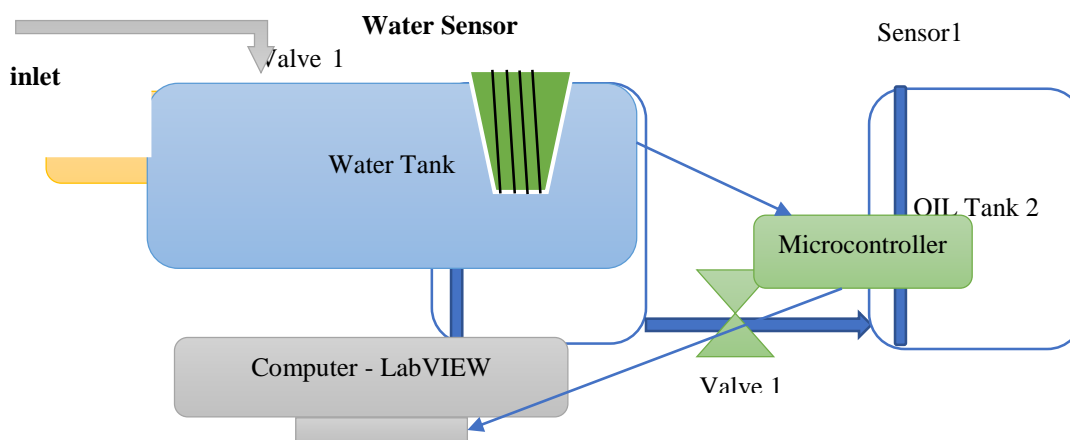 Water Sensor
Sensor1
Valve 1
inlet
Water Tank
OIL Tank 2
Microcontroller
Computer - LabVIEW
Valve 1